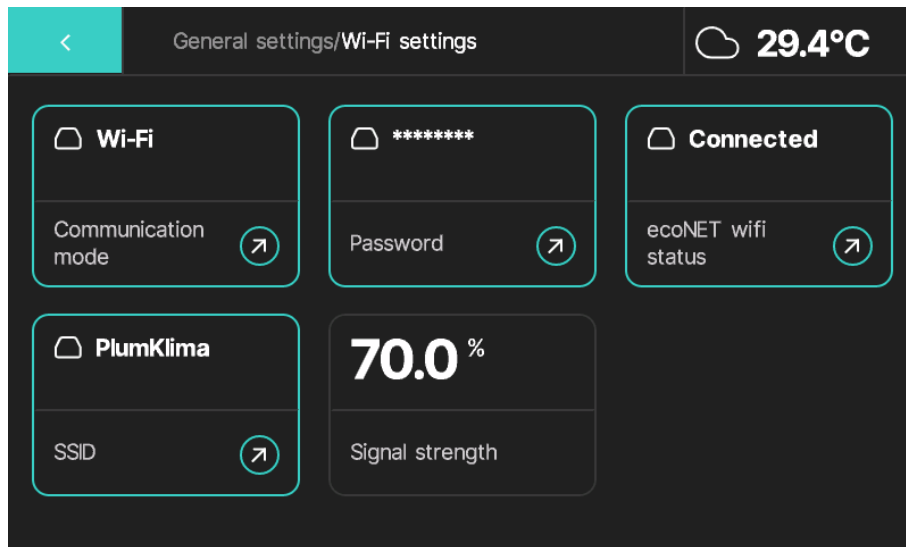 General settings/Wi-Fi settings
29.4°C
Wi-Fi
Communication
mode
********
Password
Connected
ecoNET wifi
status
PlumKlima
SSID
70.0 %
Signal strength